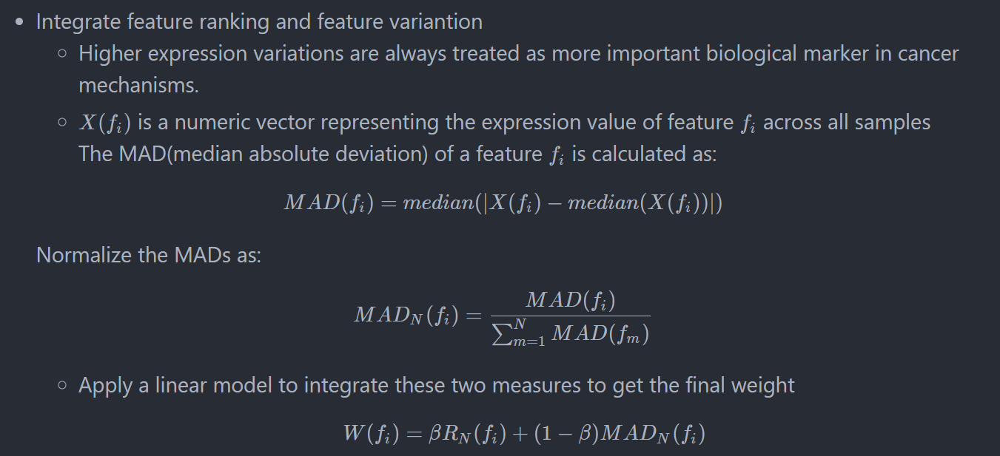 • Integrate feature ranking and feature variantion
○ Higher expression variations are always treated as more important biological marker in cancer
mechanisms.
○ X(f_i) is a numeric vector representing the expression value of feature f_i across all samples
The MAD(median absolute deviation) of a feature f_i is calculated as:
MAD(f_i) = median(|X(f_i) − median(X(f_i))|)
Normalize the MADs as:
MAD_N(f_i) = \frac{MAD(f_i)}{\sum_{m=1}^{N} MAD(f_m)}
○ Apply a linear model to integrate these two measures to get the final weight
W(f_i) = βR_N(f_i) + (1 − β)MAD_N(f_i)